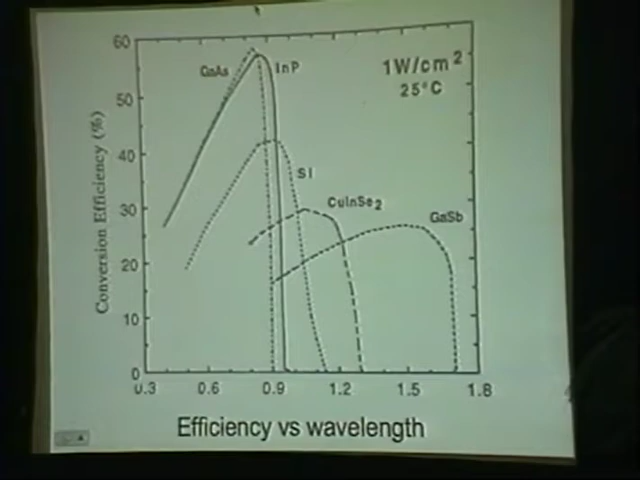 60
50
40
30
20
10
0
Conversion Efficiency (%)
GaAs
InP
1W/cm2
25°C
Si
CuInSe2
GaSb
0.3 0.6 0.9 1.2 1.5 1.8
Efficiency vs wavelength